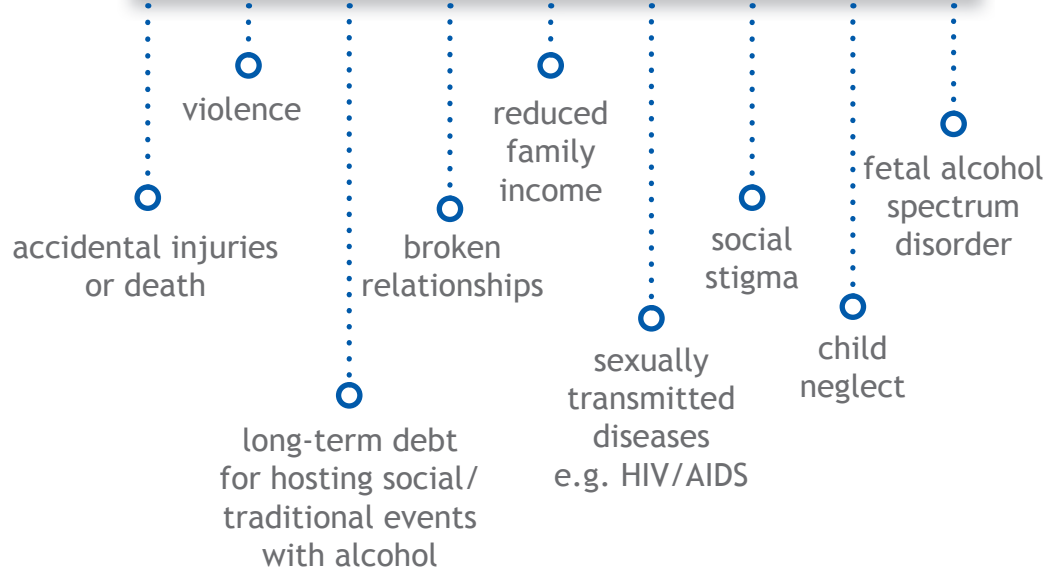 accidental injuries
or death
violence
long-term debt
for hosting social/
traditional events
with alcohol
broken
relationships
reduced
family
income
sexually
transmitted
diseases
e.g. HIV/AIDS
social
stigma
child
neglect
fetal alcohol
spectrum
disorder